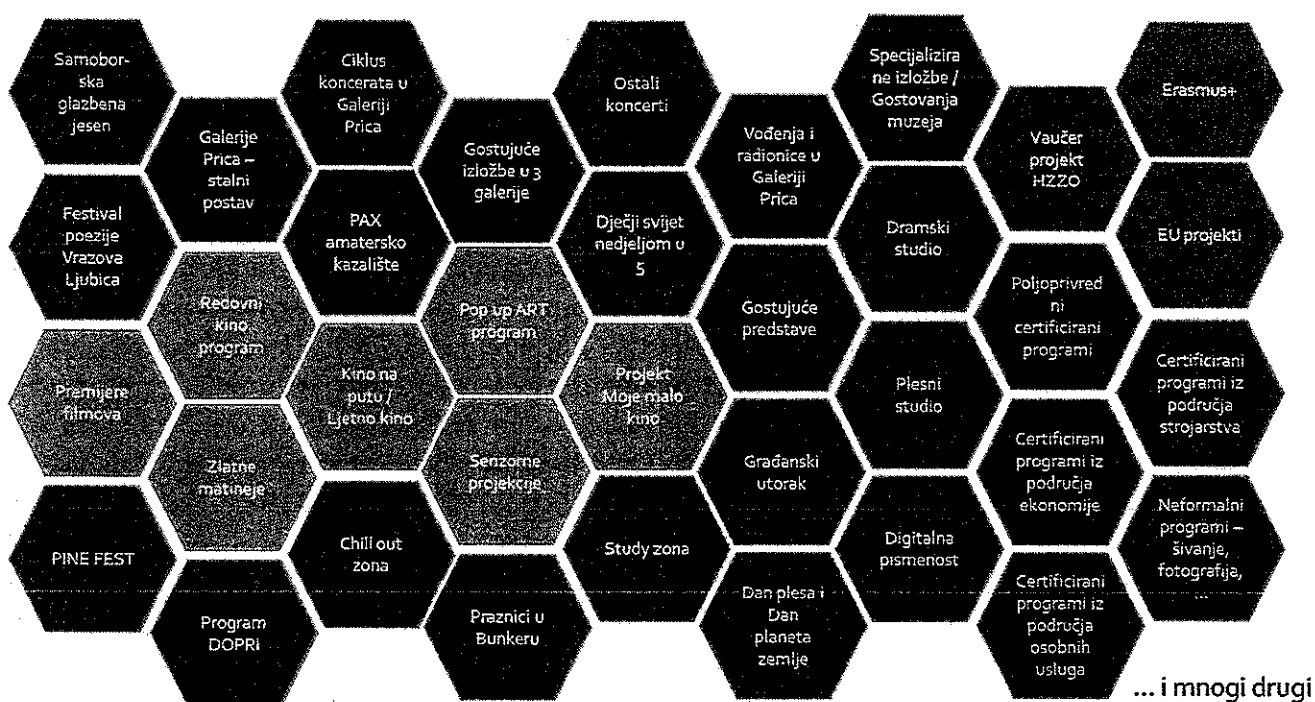 Samobor-
ska
glazbena
jesen
Festival
poezije
Vrazova
Ljubica
Premijere
filmova
PINE FEST
Galerije
Prica –
stalni
postav
Redovni
kino
program
Zlatne
matineje
Program
DOPRI
Ciklus
koncerata u
Galeriji
Prica
PAX
amatersko
kazalište
Kino na
putu /
Ljetno kino
Chill out
zona
Gostujuće
izložbe u 3
galerije
Pop up ART
program
Senzorne
projekcije
Praznici u
Bunkeru
Ostali
koncerti
Dječji svijet
nedjeljom u
5
Projekt
Moje malo
kino
Study zona
Vođenja i
radionice u
Galeriji
Prica
Gostujuće
predstave
Građanski
utorak
Dan plesa i
Dan
planeta
zemlje
Specijalizira
ne izložbe /
Gostovanja
muzeja
Dramski
studio
Plesni
studio
Digitalna
pismenost
Vaučer
projekt
HZZO
Poljoprivred
ni
certificirani
programi
Certificirani
programi iz
područja
ekonomije
Certificirani
programi iz
područja
osobnih
usluga
Erasmus+
EU projekti
Certificirani
programi iz
područja
strojarstva
Neformalni
programi –
šivanje,
fotografija,
...
... i mnogi drugi